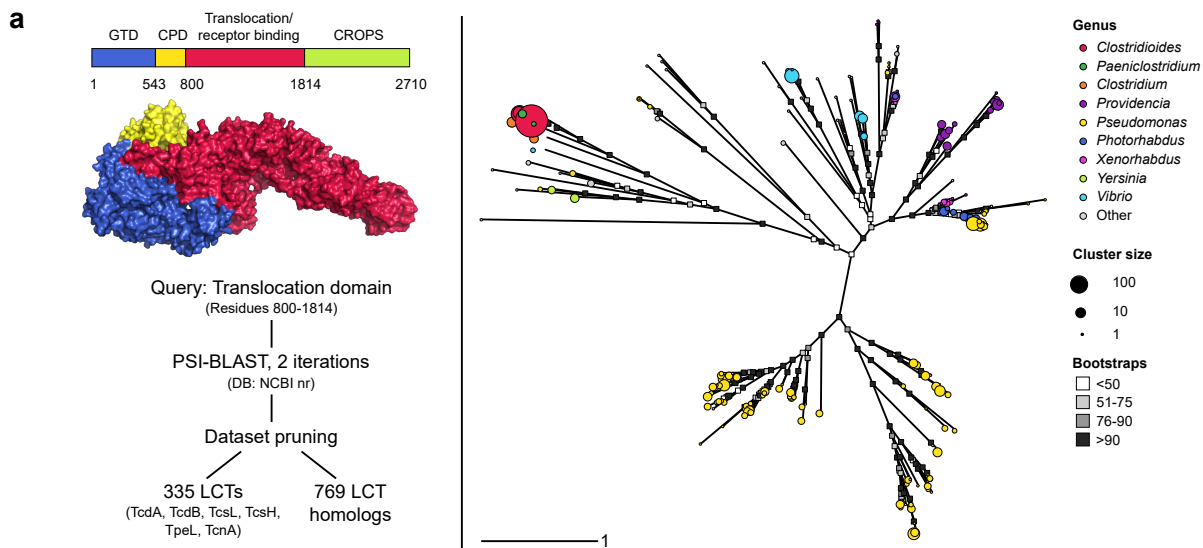 a
GTD
CPD
Translocation/
receptor binding
CROPS
1
543
800
1814
2710
Query: Translocation domain
(Residues 800-1814)
PSI-BLAST, 2 iterations
(DB: NCBI nr)
Dataset pruning
335 LCTs
(TcdA, TcdB, TcsL, TcsH,
TpeL, TcnA)
769 LCT
homologs
1
Genus
Clostridioides
Paeniclostridium
Clostridium
Providencia
Pseudomonas
Photorhabdus
Xenorhabdus
Yersinia
Vibrio
Other
Cluster size
100
10
1
Bootstraps
<50
51-75
76-90
>90